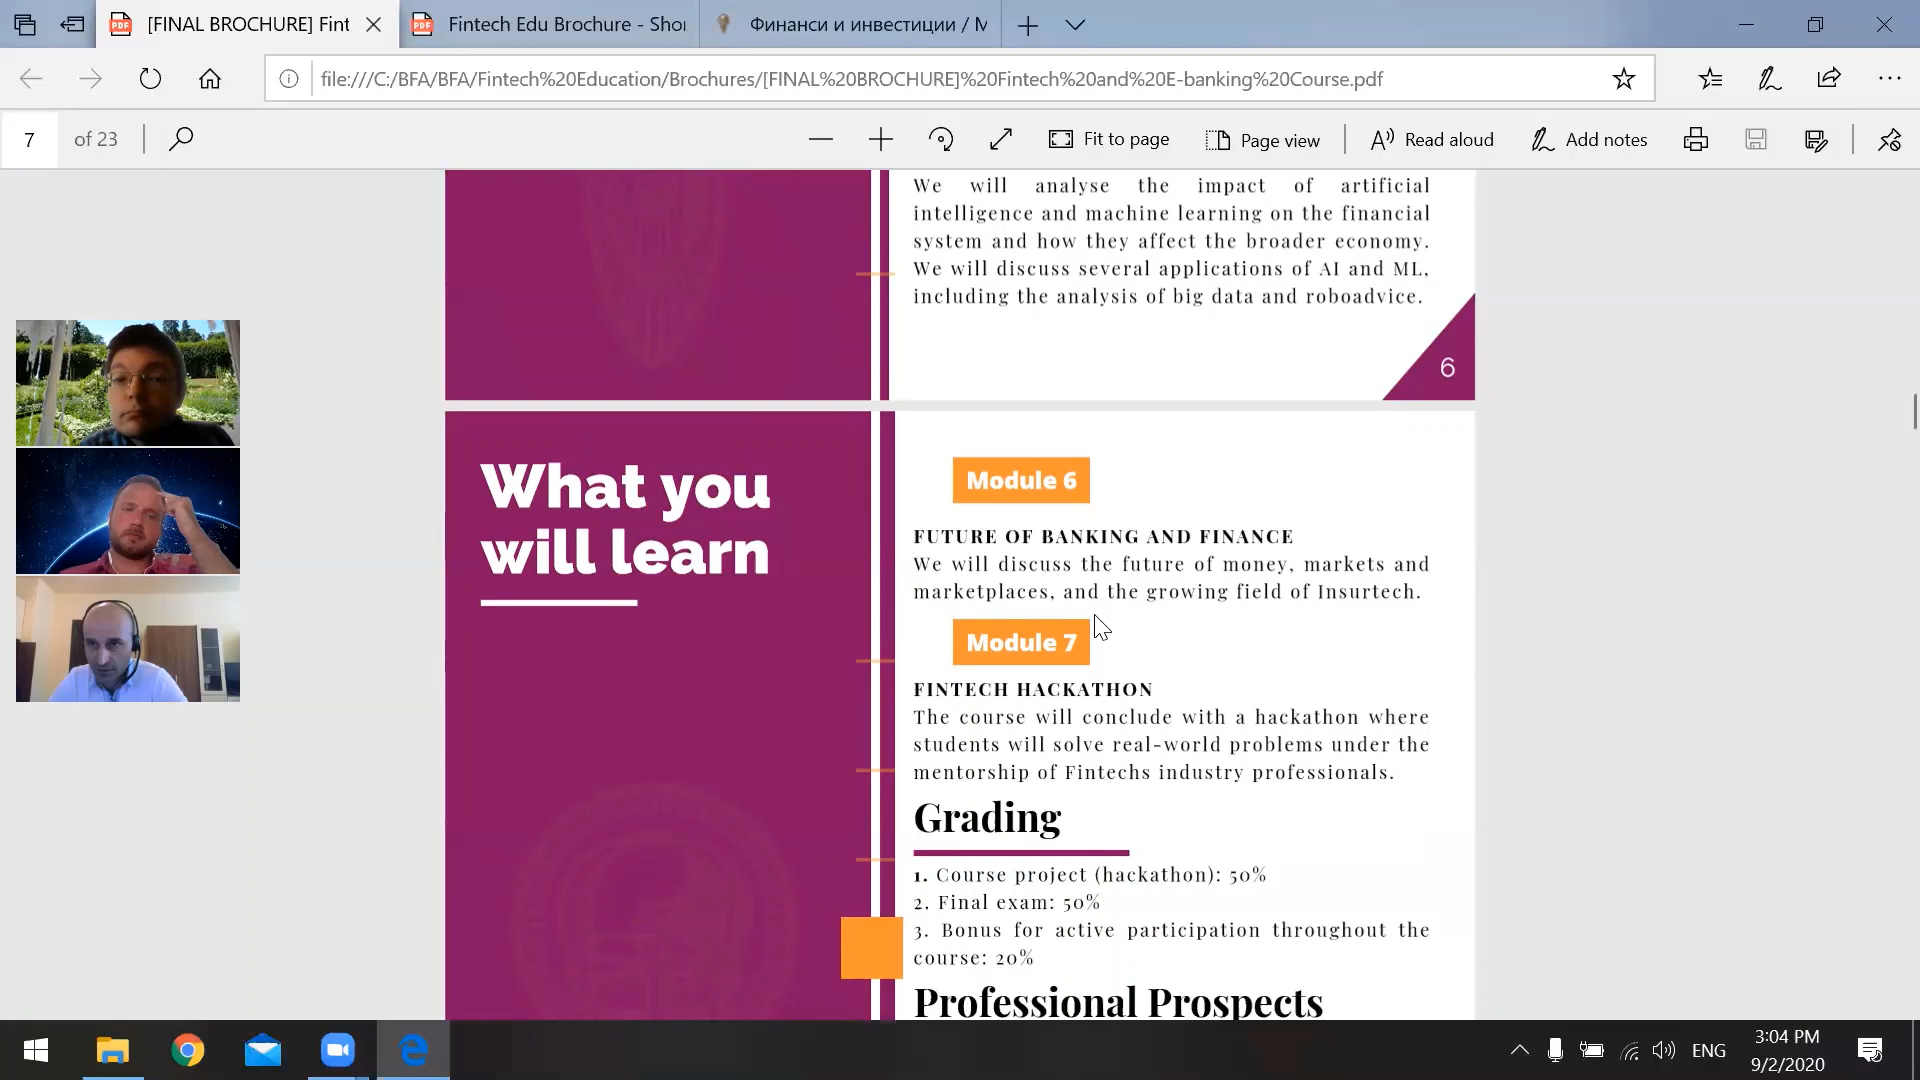 [FINAL BROCHURE] Fint
Fintech Edu Brochure - Sho
Финанси и инвестиции / М
file:///C:/BFA/BFA/Fintech%20Education/Brochures/[FINAL%20BROCHURE]%20Fintech%20and%20E-banking%20Course.pdf
7 of 23
Fit to page
Page view
Read aloud
Add notes
We will analyse the impact of artificial
intelligence and machine learning on the financial
system and how they affect the broader economy.
We will discuss several applications of AI and ML,
including the analysis of big data and roboadvice.
6
What you
will learn
Module 6
FUTURE OF BANKING AND FINANCE
We will discuss the future of money, markets and
marketplaces, and the growing field of Insurtech.
Module 7
FINTECH HACKATHON
The course will conclude with a hackathon where
students will solve real-world problems under the
mentorship of Fintechs industry professionals.
Grading
1. Course project (hackathon): 50%
2. Final exam: 50%
3. Bonus for active participation throughout the
course: 20%
Professional Prospects
ENG
3:04 PM
9/2/2020